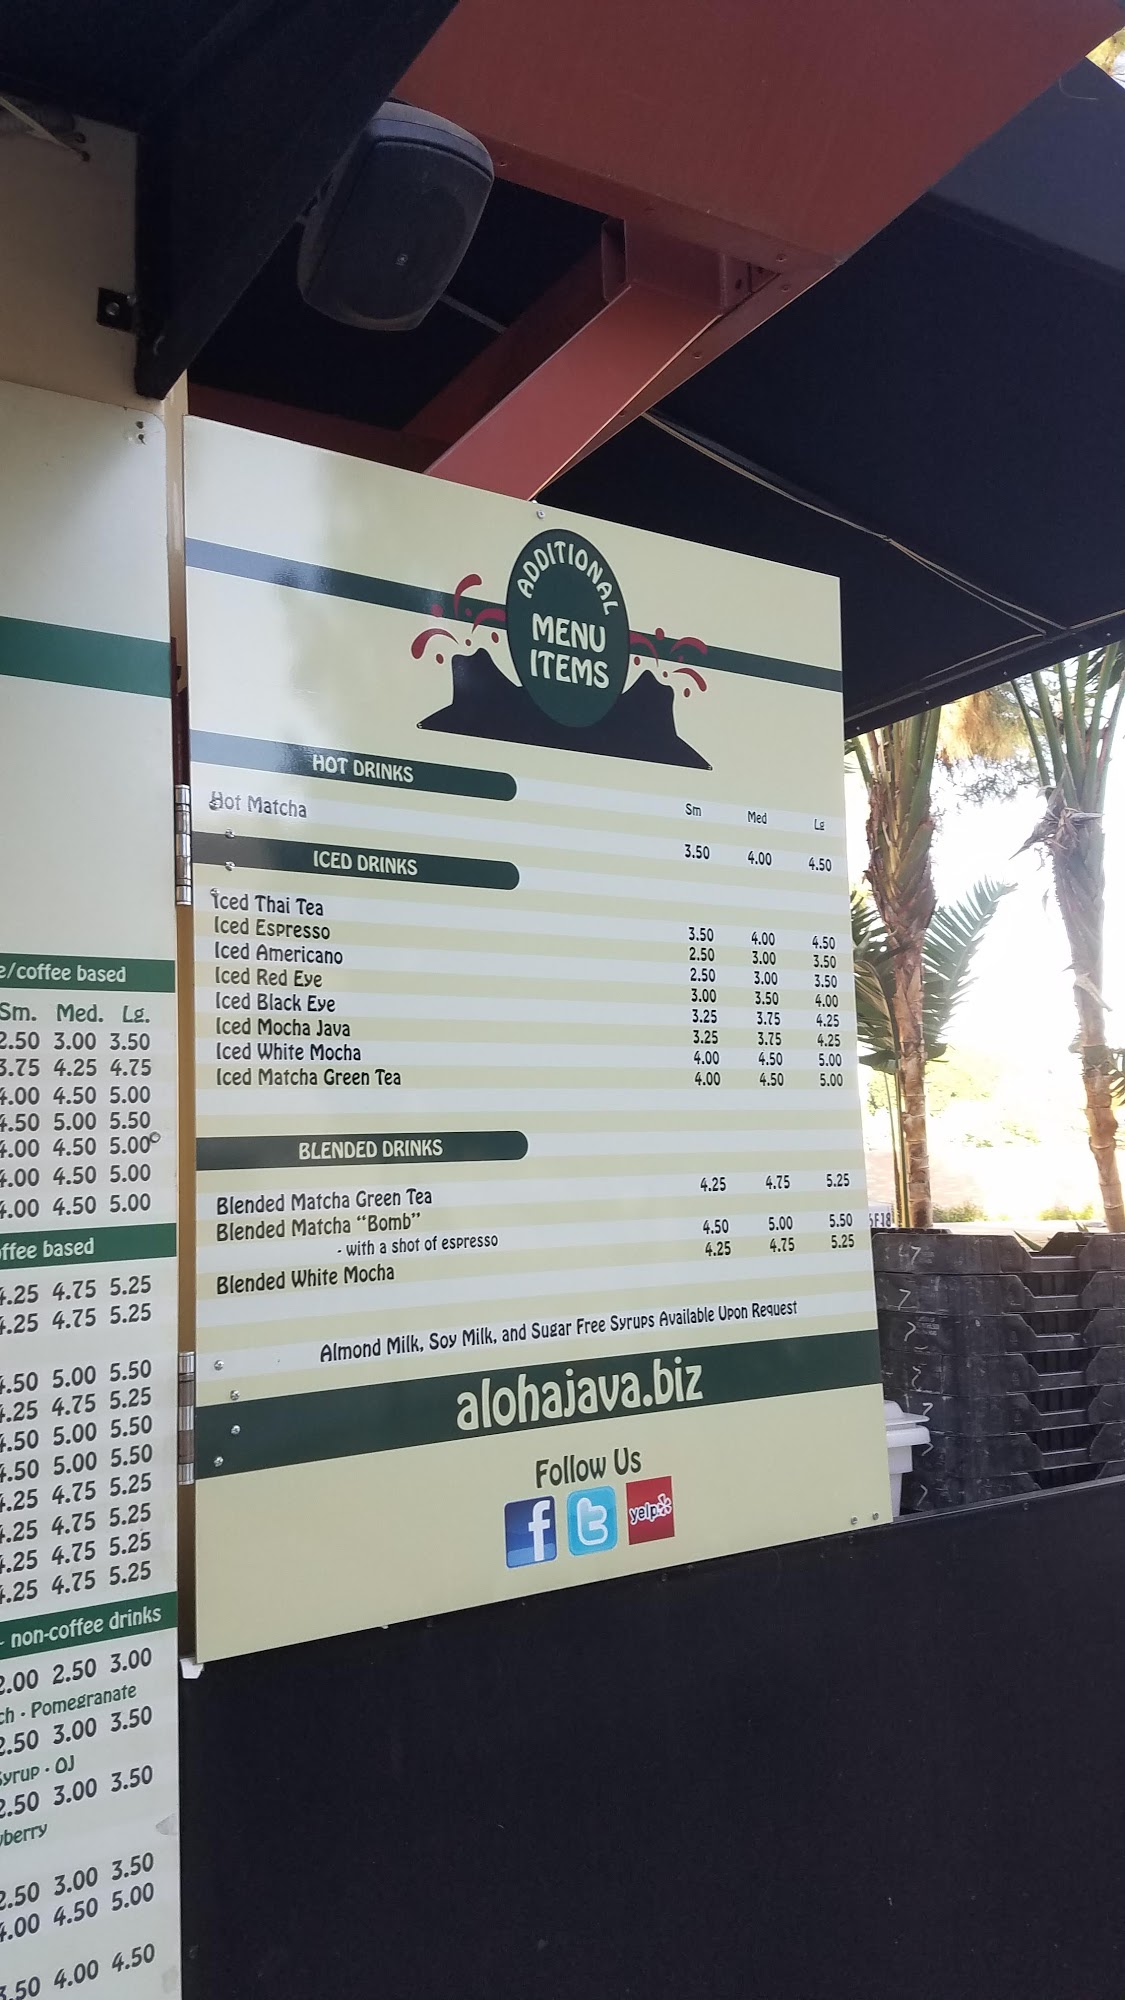 ADDITIONAL
MENU
ITEMS
HOT DRINKS
Sm Med Lg
Hot Matcha 3.50 4.00 4.50
ICED DRINKS
Iced Thai Tea 3.50 4.00 4.50
Iced Espresso 2.50 3.00 3.50
Iced Americano 2.50 3.00 3.50
Iced Red Eye 3.00 3.50 4.00
Iced Black Eye 3.25 3.75 4.25
Iced Mocha Java 3.25 3.75 4.25
Iced White Mocha 4.00 4.50 5.00
Iced Matcha Green Tea 4.00 4.50 5.00
BLENDED DRINKS
Blended Matcha Green Tea 4.25 4.75 5.25
Blended Matcha “Bomb” 4.50 5.00 5.50
- with a shot of espresso
Blended White Mocha 4.25 4.75 5.25
Almond Milk, Soy Milk, and Sugar Free Syrups Available Upon Request
alohajava.biz
Follow Us
f t yelp
e/coffee based
Sm. Med. Lg.
2.50 3.00 3.50
3.75 4.25 4.75
4.00 4.50 5.00
4.50 5.00 5.50
4.00 4.50 5.00
4.00 4.50 5.00
4.00 4.50 5.00
ffee based
4.25 4.75 5.25
4.25 4.75 5.25
4.50 5.00 5.50
4.25 4.75 5.25
4.50 5.00 5.50
4.50 5.00 5.50
4.25 4.75 5.25
4.25 4.75 5.25
4.25 4.75 5.25
4.25 4.75 5.25
- non-coffee drinks
2.00 2.50 3.00
ch · Pomegranate
2.50 3.00 3.50
Syrup · OJ
2.50 3.00 3.50
berry
2.50 3.00 3.50
4.00 4.50 5.00
3.50 4.00 4.50